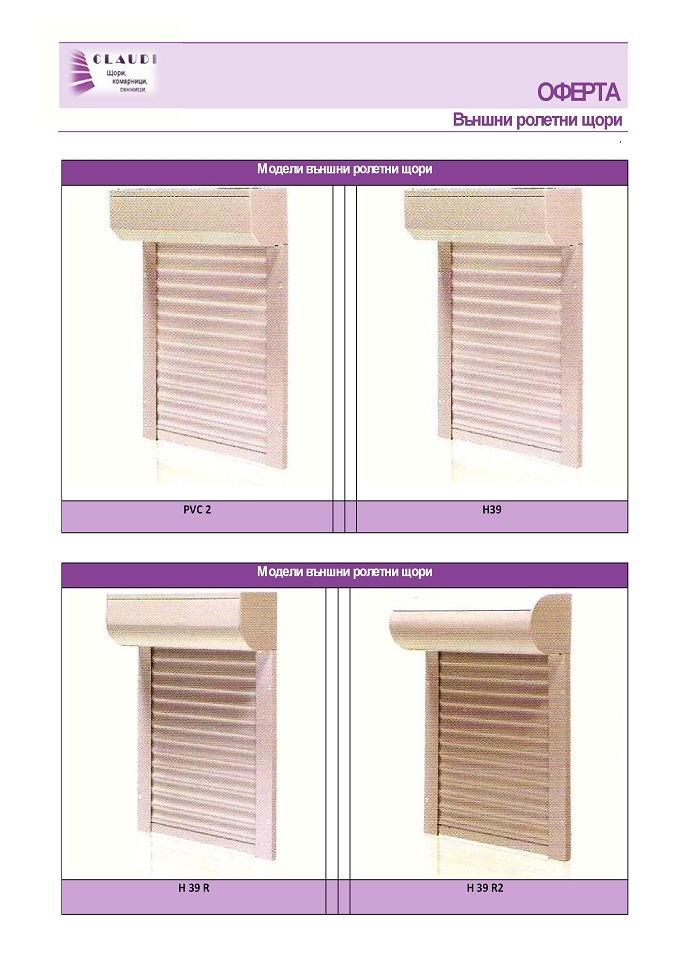 CLAUDI
Щори,
комарници,
сенници.
ОФЕРТА
Външни ролетни щори
Модели външни ролетни щори
PVC 2
H39
Модели външни ролетни щори
H 39 R
H 39 R2